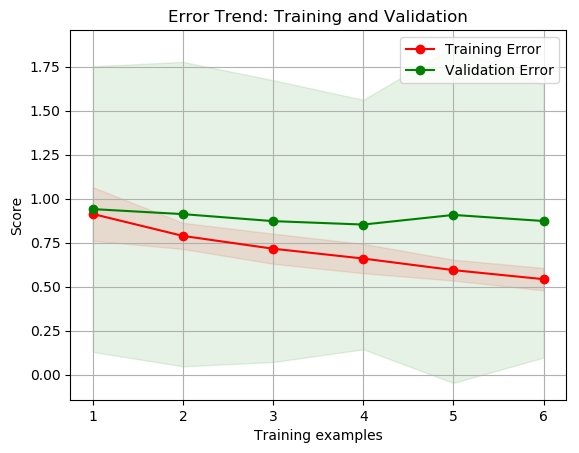 Error Trend: Training and Validation
Training Error
Validation Error
1.75
1.50
1.25
1.00
0.75
0.50
0.25
0.00
Score
1 2 3 4 5 6
Training examples